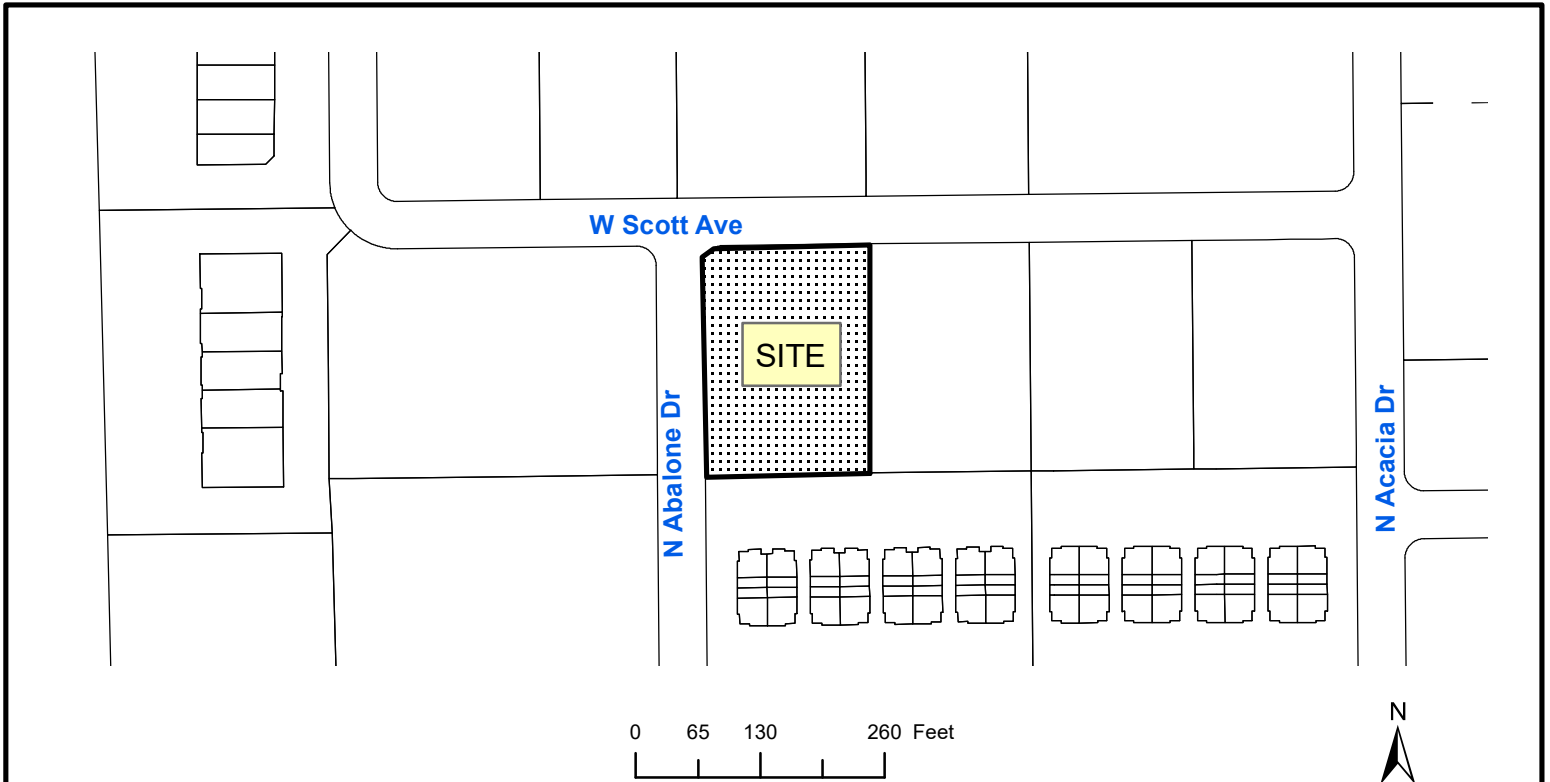 W Scott Ave
SITE
N Abalone Dr
N Acacia Dr
0 65 130 260 Feet
N